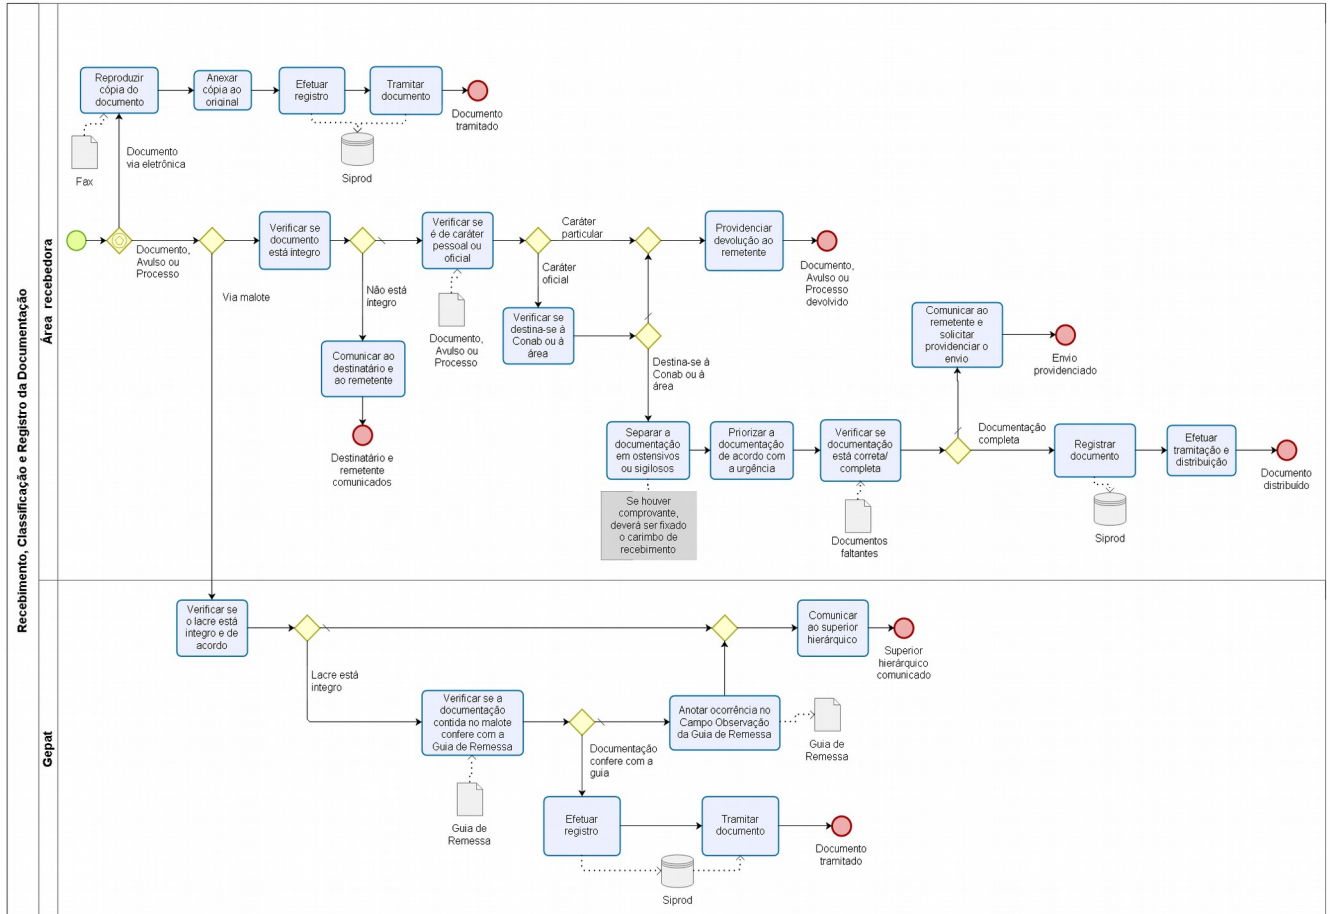 Recebimento, Classificação e Registro da Documentação
Área recebedora
Reproduzir
cópia do
documento
Anexar
cópia ao
original
Efetuar
registro
Tramitar
documento
Documento
tramitado
Fax
Documento
via eletrônica
Siprod
Documento,
Avulso ou
Processo
Via malote
Verificar se
documento
está íntegro
Não está
íntegro
Comunicar ao
destinatário e
ao remetente
Destinatário e
remetente
comunicados
Verificar se
é de caráter
pessoal ou
oficial
Documento,
Avulso ou
Processo
Caráter
particular
Caráter
oficial
Verificar se
destina-se à
Conab ou à
área
Providenciar
devolução ao
remetente
Documento,
Avulso ou
Processo
devolvido
Destina-se à
Conab ou à
área
Separar a
documentação
em ostensivos
ou sigilosos
Se houver
comprovante,
deverá ser fixado
o carimbo de
recebimento
Priorizar a
documentação
de acordo com
a urgência
Verificar se
documentação
está correta/
completa
Documentos
faltantes
Comunicar ao
remetente e
solicitar
providenciar o
envio
Envio
providenciado
Documentação
completa
Registrar
documento
Siprod
Efetuar
tramitação e
distribuição
Documento
distribuído
Gepat
Verificar se
o lacre está
integro e de
acordo
Lacre está
integro
Verificar se a
documentação
contida no malote
confere com a
Guia de Remessa
Guia de
Remessa
Documentação
confere com a
guia
Anotar ocorrência no
Campo Observação
da Guia de Remessa
Guia de
Remessa
Comunicar
ao superior
hierárquico
Superior
hierárquico
comunicado
Efetuar
registro
Siprod
Tramitar
documento
Documento
tramitado